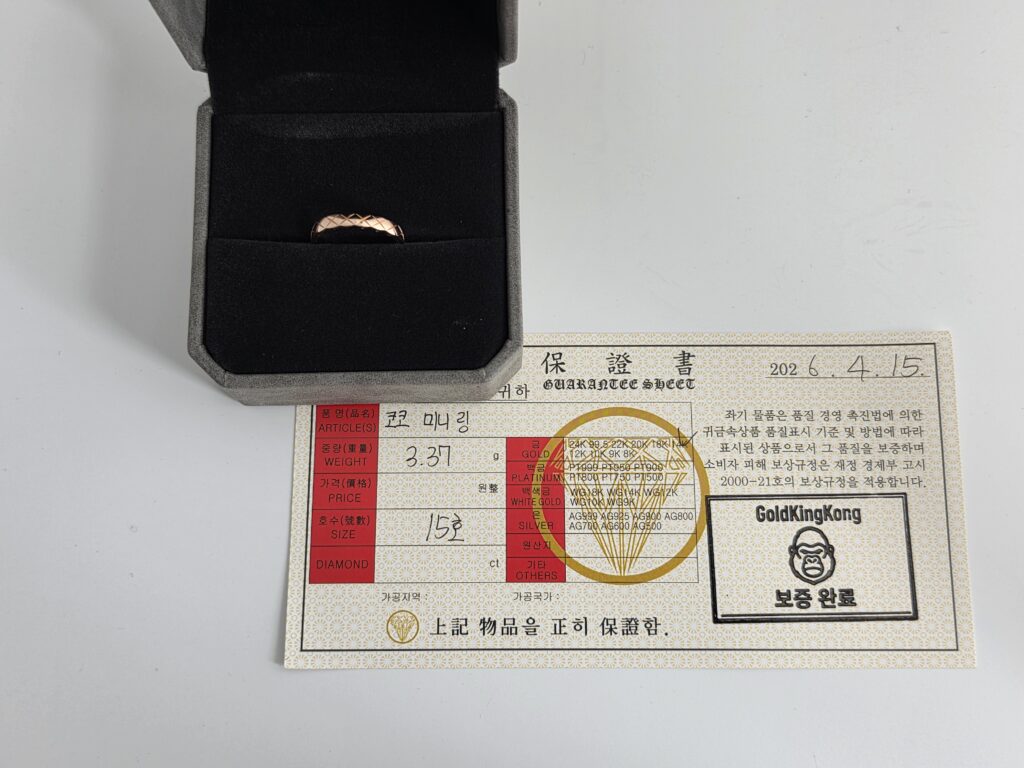 保 證 書
GUARANTEE SHEET
귀하
2026.4.15.
품 명(品名)
ARTICLE(S)
코코 미니링
중량(重量)
WEIGHT
3.37 g
가격(價格)
PRICE
원整
호수(號數)
SIZE
15호
DIAMOND
ct
금
GOLD
24K 99.5 22K 20K 18K 14K
12K 10K 9K 8K
백금
PLATINUM
PT999 PT950 PT900
PT800 PT750 PT500
백색금
WHITE GOLD
WG18K WG14K WG12K
WG10K WG9K
은
SILVER
AG999 AG925 AG900 AG800
AG700 AG600 AG500
원산지
기타
OTHERS
가공지역 :
가공국가 :
上記 物品을 正히 保證함.
좌기 물품은 품질 경영 촉진법에 의한
귀금속상품 품질표시 기준 및 방법에 따라
표시된 상품으로서 그 품질을 보증하며
소비자 피해 보상규정은 재정 경제부 고시
2000-21호의 보상규정을 적용합니다.
GoldKingKong
보증 완료